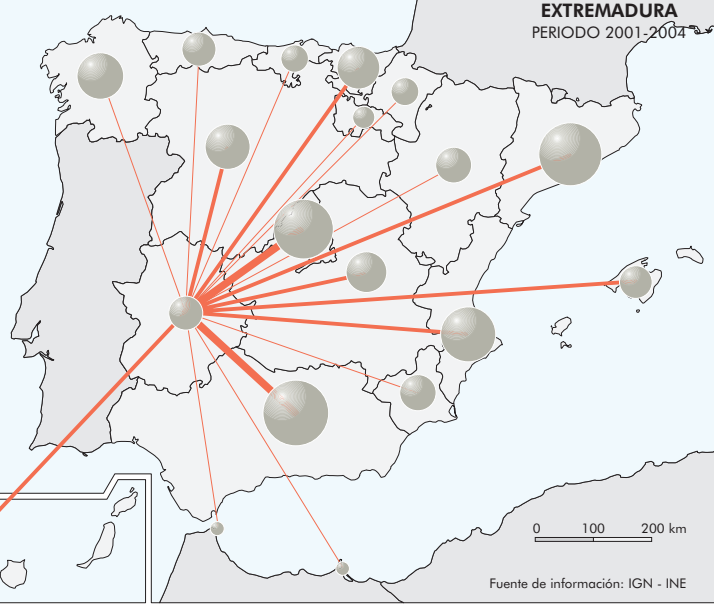 EXTREMADURA
PERIODO 2001-2004
0 100 200 km
Fuente de información: IGN - INE